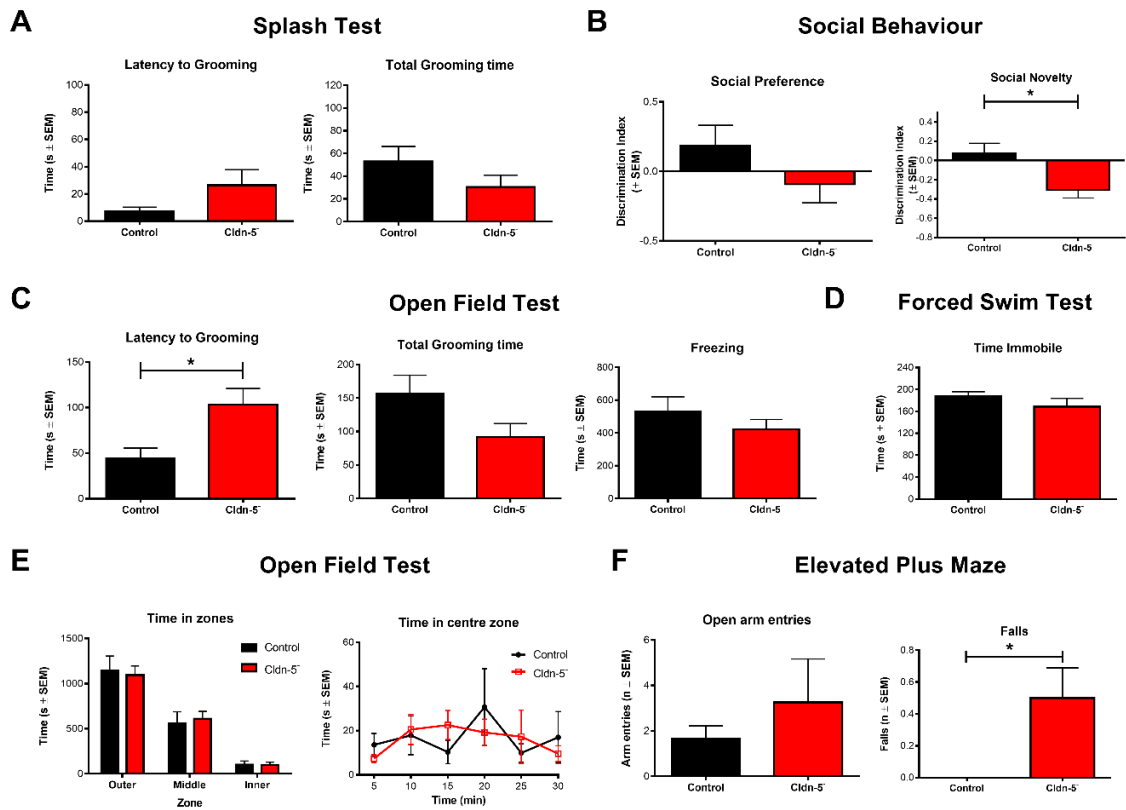 A
Splash Test
Latency to Grooming
Time (s ± SEM)
100
80
60
40
20
0
Control
Cldn-5⁻
Total Grooming time
Time (s ± SEM)
120
100
80
60
40
20
0
Control
Cldn-5⁻
B
Social Behaviour
Social Preference
Discrimination Index
(± SEM)
0.5
0.0
-0.5
Control
Cldn-5⁻
Social Novelty
*
Discrimination Index
(± SEM)
0.4
0.2
0.0
-0.2
-0.4
-0.6
-0.8
Control
Cldn-5
C
Open Field Test
Latency to Grooming
*
Time (s ± SEM)
150
100
50
0
Control
Cldn-5⁻
Total Grooming time
Time (s ± SEM)
200
150
100
50
0
Control
Cldn-5⁻
Freezing
Time (s ± SEM)
800
600
400
200
0
Control
Cldn-5
D
Forced Swim Test
Time Immobile
Time (s + SEM)
240
200
160
120
80
40
0
Control
Cldn-5⁻
E
Open Field Test
Time in zones
Control
Cldn-5⁻
Time (s ± SEM)
1500
1000
500
0
Outer
Middle
Inner
Zone
Time in centre zone
Control
Cldn-5⁻
Time (s ± SEM)
60
40
20
0
5
10
15
20
25
30
Time (min)
F
Elevated Plus Maze
Open arm entries
Arm entries (n ± SEM)
6
4
2
0
Control
Cldn-5⁻
Falls
*
Falls (n ± SEM)
0.8
0.6
0.4
0.2
0.0
Control
Cldn-5⁻